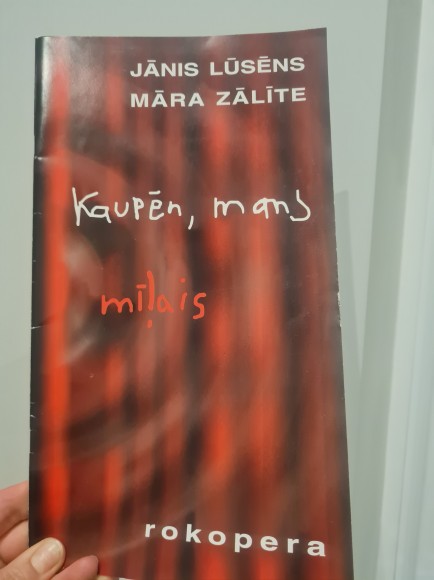 JĀNIS LŪSĒNS
MĀRA ZĀLĪTE
Kaupēn, mans
mīļais
rokopera